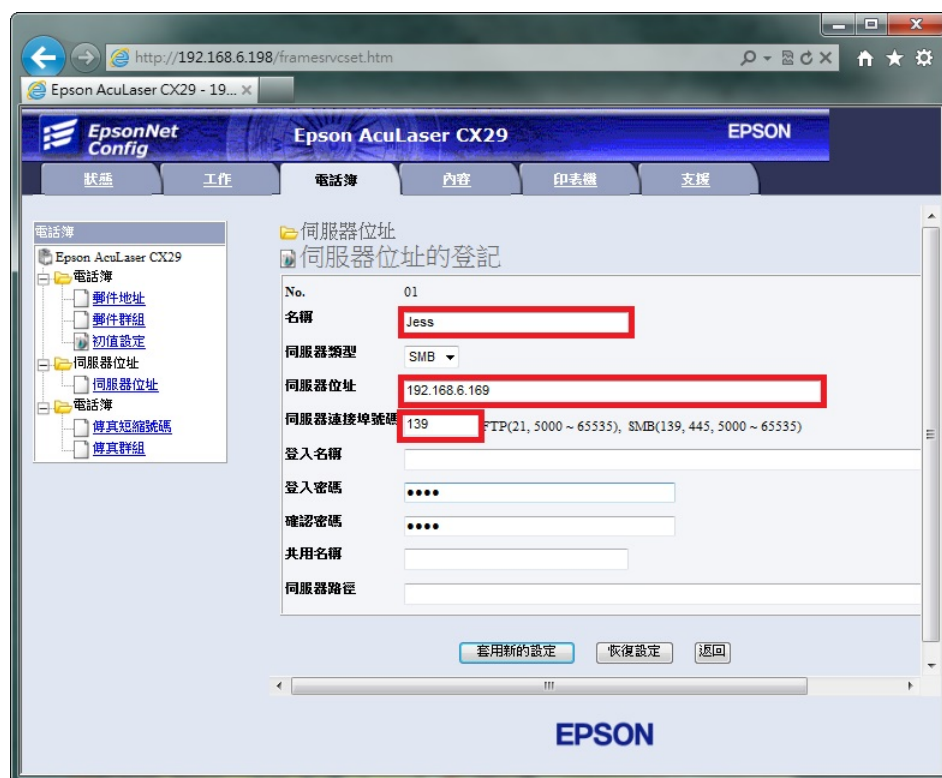 http://192.168.6.198/framesrvcset.htm
Epson AcuLaser CX29 - 19...
EpsonNet Config
Epson AcuLaser CX29
EPSON
狀態 工作 電話簿 內容 印表機 支援
電話簿
Epson AcuLaser CX29
電話簿
郵件地址
郵件群組
初值設定
伺服器位址
伺服器位址
電話簿
傳真短縮號碼
傳真群組
伺服器位址
伺服器位址的登記
No. 01
名稱 Jess
伺服器類型 SMB
伺服器位址 192.168.6.169
伺服器連接埠號碼 139 FTP(21, 5000 ~ 65535), SMB(139, 445, 5000 ~ 65535)
登入名稱
登入密碼 ••••
確認密碼 ••••
共用名稱
伺服器路徑
套用新的設定 恢復設定 返回
EPSON